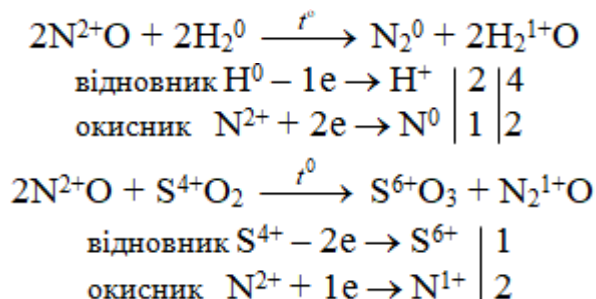 2N²⁺O + 2H₂⁰ —t°→ N₂⁰ + 2H₂¹⁺O
відновник H⁰ – 1e → H⁺ | 2 | 4
окисник N²⁺ + 2e → N⁰ | 1 | 2
2N²⁺O + S⁴⁺O₂ —t⁰→ S⁶⁺O₃ + N₂¹⁺O
відновник S⁴⁺ – 2e → S⁶⁺ | 1
окисник N²⁺ + 1e → N¹⁺ | 2